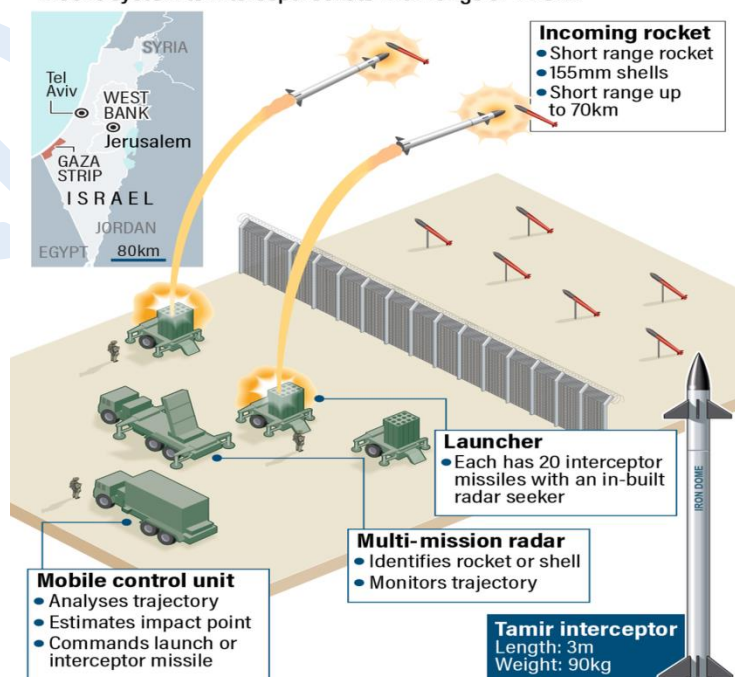 SYRIA
Tel
Aviv
WEST
BANK
Jerusalem
GAZA
STRIP
ISRAEL
JORDAN
EGYPT
80km
Incoming rocket
• Short range rocket
• 155mm shells
• Short range up
to 70km
Launcher
• Each has 20 interceptor
missiles with an in-built
radar seeker
Multi-mission radar
• Identifies rocket or shell
• Monitors trajectory
Mobile control unit
• Analyses trajectory
• Estimates impact point
• Commands launch or
interceptor missile
IRON DOME
Tamir interceptor
Length: 3m
Weight: 90kg